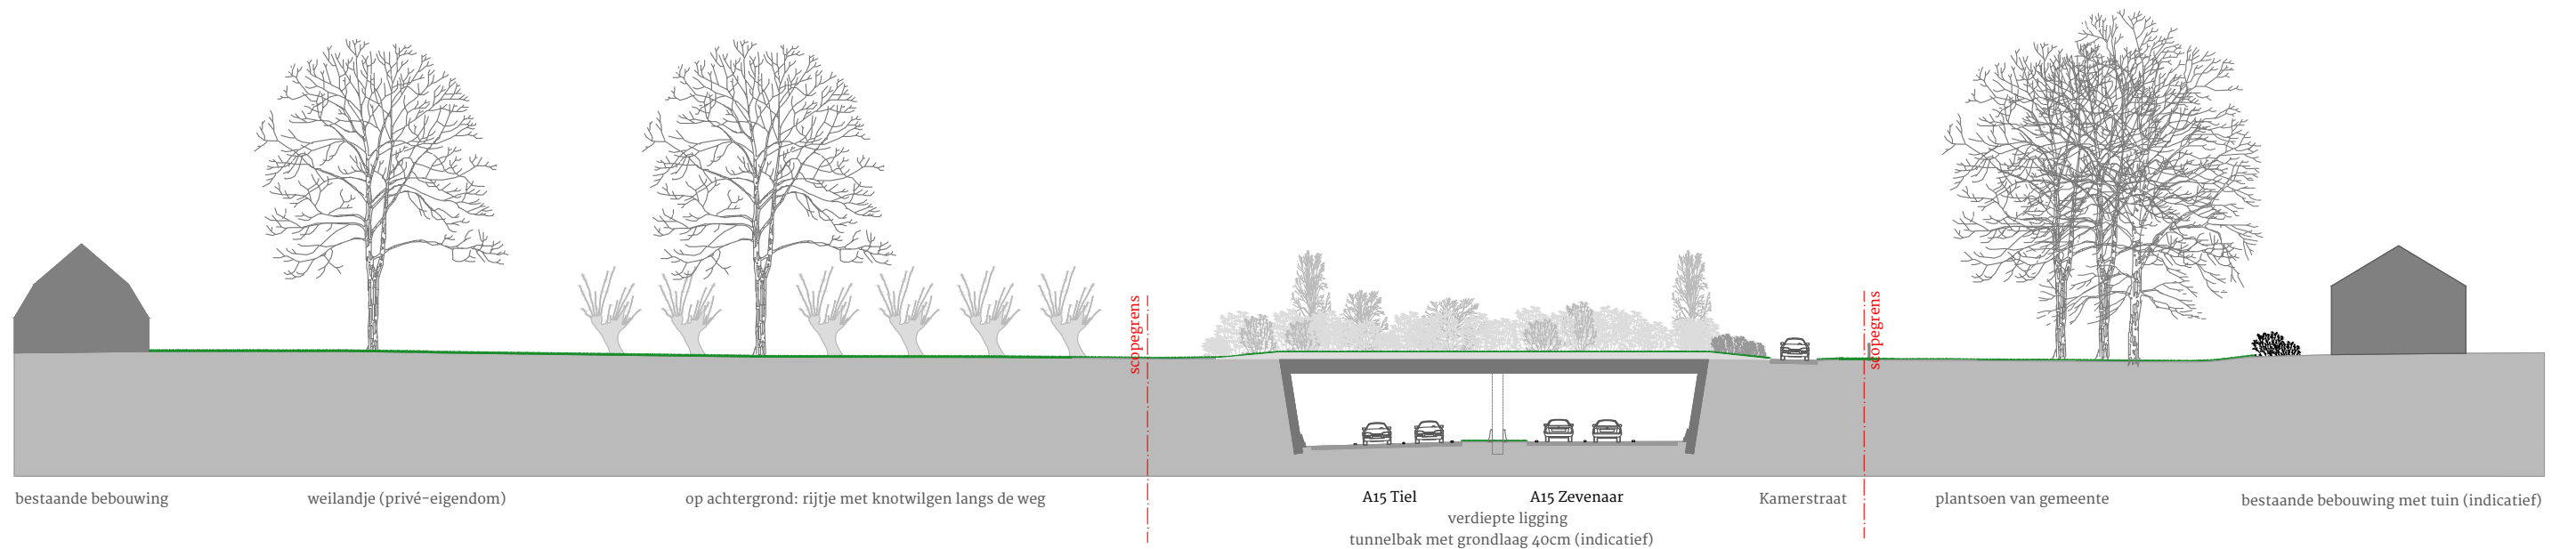 scopegrens
scopegrens
bestaande bebouwing
weilandje (privé-eigendom)
op achtergrond: rijtje met knotwilgen langs de weg
A15 Tiel
A15 Zevenaar
verdiepte ligging
tunnelbak met grondlaag 40cm (indicatief)
Kamerstraat
plantsoen van gemeente
bestaande bebouwing met tuin (indicatief)